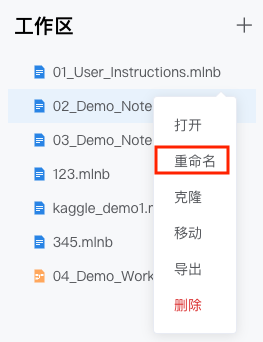 工作区
01_User_Instructions.mlnb
02_Demo_Note
03_Demo_Note
123.mlnb
kaggle_demo1.m
345.mlnb
04_Demo_Work
打开
重命名
克隆
移动
导出
删除